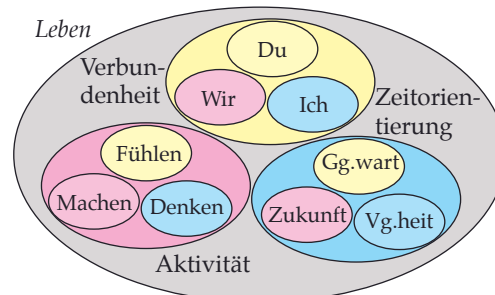 Leben
Du
Verbun-
denheit
Wir
Ich
Zeitorien-
tierung
Fühlen
Machen
Denken
Aktivität
Gg.wart
Zukunft
Vg.heit